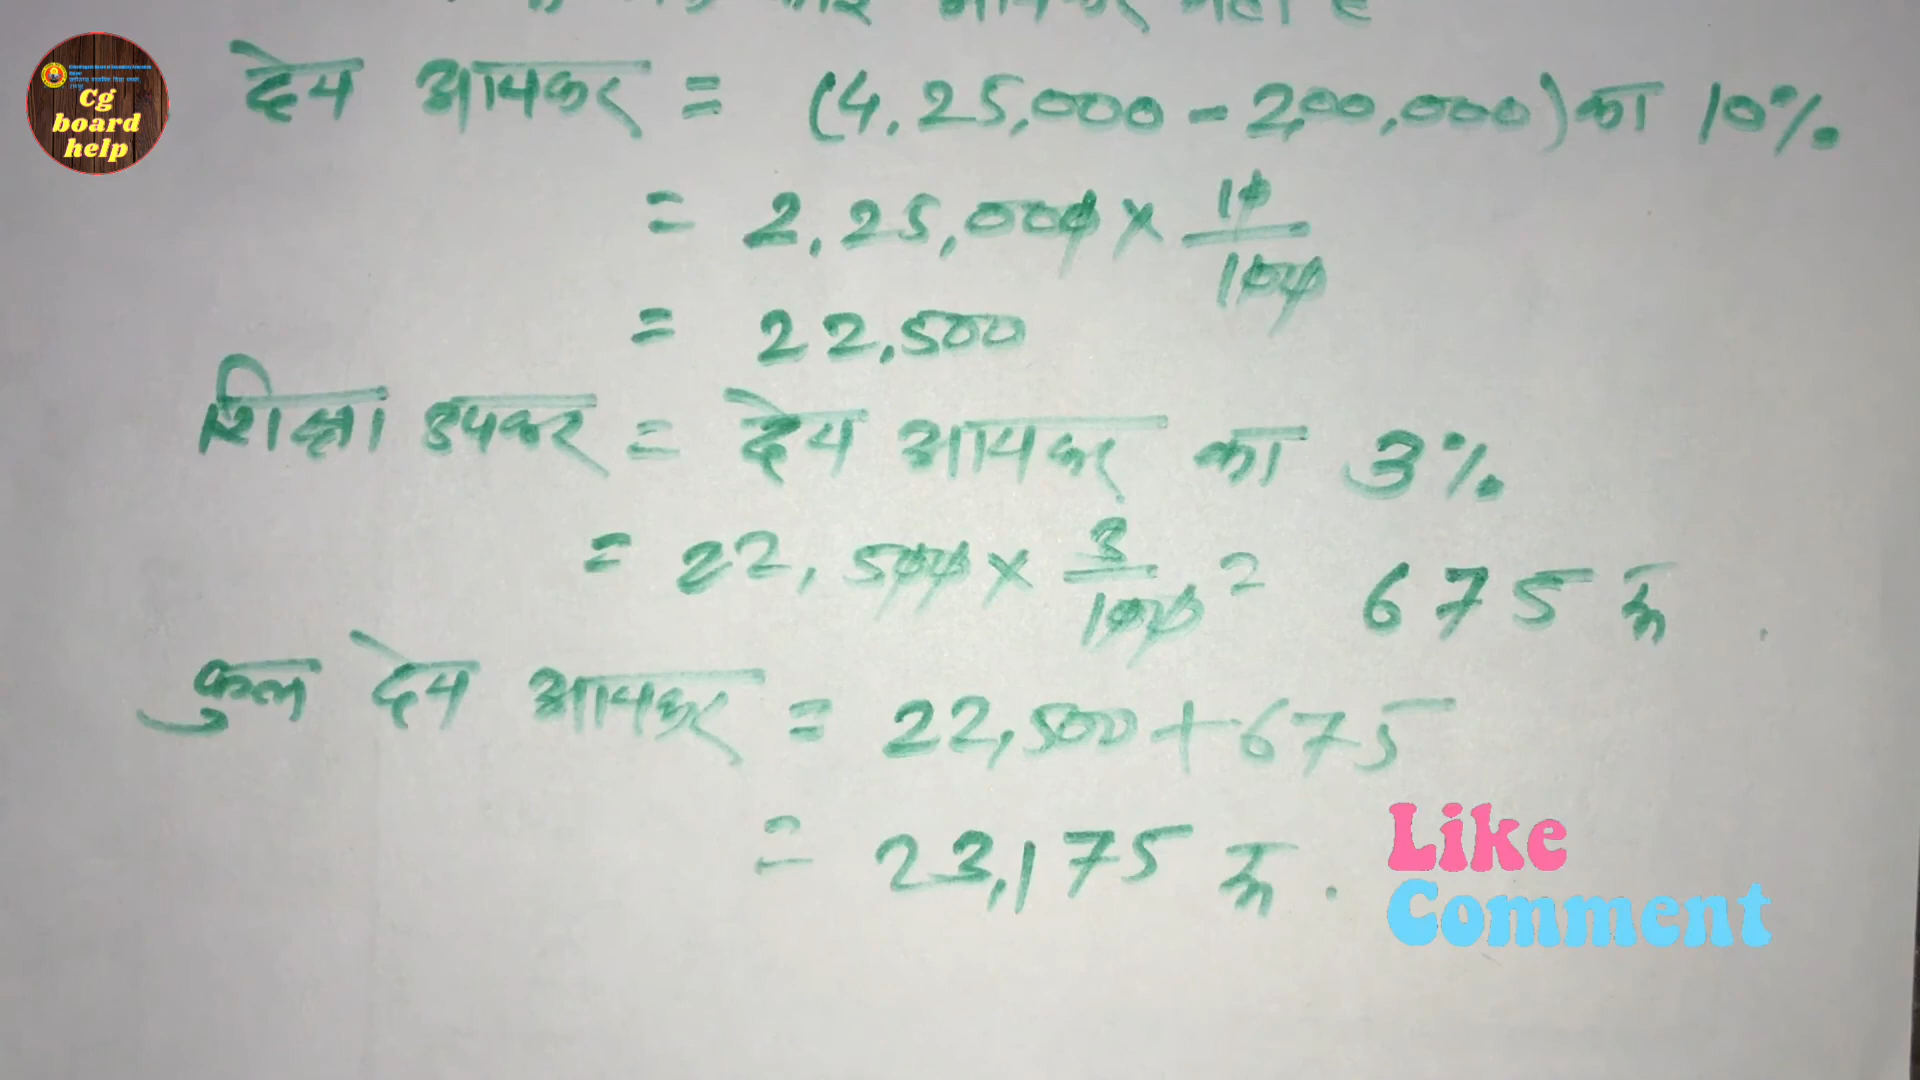 Cg
board
help
देय आयकर = (4,25,000 - 2,00,000) का 10%
= 2,25,000 × 10/100
= 22,500
शिक्षा उपकर = देय आयकर का 3%
= 22,500 × 3/100 = 675 रू
कुल देय आयकर = 22,500 + 675
= 23,175 रू.
Like
Comment